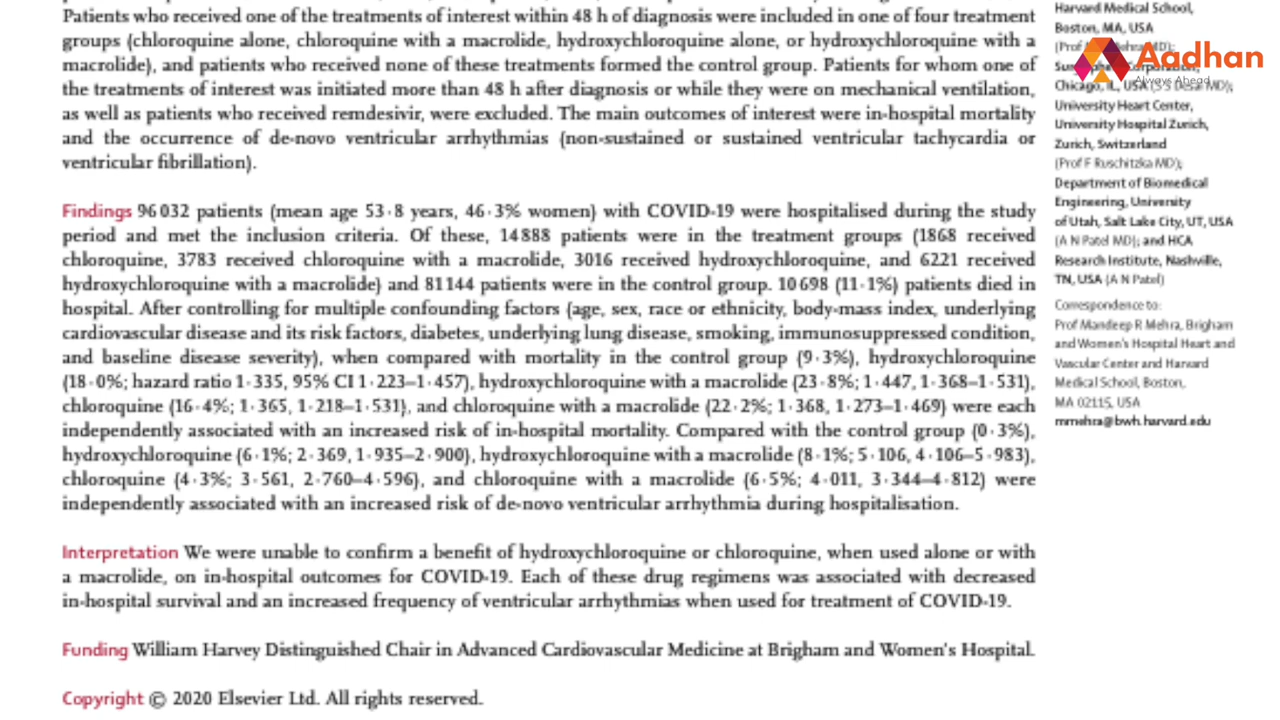 Patients who received one of the treatments of interest within 48 h of diagnosis were included in one of four treatment
groups (chloroquine alone, chloroquine with a macrolide, hydroxychloroquine alone, or hydroxychloroquine with a
macrolide), and patients who received none of these treatments formed the control group. Patients for whom one of
the treatments of interest was initiated more than 48 h after diagnosis or while they were on mechanical ventilation,
as well as patients who received remdesivir, were excluded. The main outcomes of interest were in-hospital mortality
and the occurrence of de-novo ventricular arrhythmias (non-sustained or sustained ventricular tachycardia or
ventricular fibrillation).
Findings 96 032 patients (mean age 53·8 years, 46·3% women) with COVID-19 were hospitalised during the study
period and met the inclusion criteria. Of these, 14 888 patients were in the treatment groups (1868 received
chloroquine, 3783 received chloroquine with a macrolide, 3016 received hydroxychloroquine, and 6221 received
hydroxychloroquine with a macrolide) and 81 144 patients were in the control group. 10 698 (11·1%) patients died in
hospital. After controlling for multiple confounding factors (age, sex, race or ethnicity, body-mass index, underlying
cardiovascular disease and its risk factors, diabetes, underlying lung disease, smoking, immunosuppressed condition,
and baseline disease severity), when compared with mortality in the control group (9·3%), hydroxychloroquine
(18·0%; hazard ratio 1·335, 95% CI 1·223–1·457), hydroxychloroquine with a macrolide (23·8%; 1·447, 1·368–1·531),
chloroquine (16·4%; 1·365, 1·218–1·531), and chloroquine with a macrolide (22·2%; 1·368, 1·273–1·469) were each
independently associated with an increased risk of in-hospital mortality. Compared with the control group (0·3%),
hydroxychloroquine (6·1%; 2·369, 1·935–2·900), hydroxychloroquine with a macrolide (8·1%; 5·106, 4·106–5·983),
chloroquine (4·3%; 3·561, 2·760–4·596), and chloroquine with a macrolide (6·5%; 4·011, 3·344–4·812) were
independently associated with an increased risk of de-novo ventricular arrhythmia during hospitalisation.
Interpretation We were unable to confirm a benefit of hydroxychloroquine or chloroquine, when used alone or with
a macrolide, on in-hospital outcomes for COVID-19. Each of these drug regimens was associated with decreased
in-hospital survival and an increased frequency of ventricular arrhythmias when used for treatment of COVID-19.
Funding William Harvey Distinguished Chair in Advanced Cardiovascular Medicine at Brigham and Women's Hospital.
Copyright © 2020 Elsevier Ltd. All rights reserved.
Harvard Medical School,
Boston, MA, USA
(Prof MD);
Chicago, IL, USA (S S Desai MD);
University Heart Center,
University Hospital Zurich,
Zurich, Switzerland
(Prof F Ruschitzka MD);
Department of Biomedical
Engineering, University
of Utah, Salt Lake City, UT, USA
(A N Patel MD); and HCA
Research Institute, Nashville,
TN, USA (A N Patel)
Correspondence to:
Prof Mandeep R Mehra, Brigham
and Women's Hospital Heart and
Vascular Center and Harvard
Medical School, Boston,
MA 02115, USA
mmehra@bwh.harvard.edu
Aadhan
Always Ahead